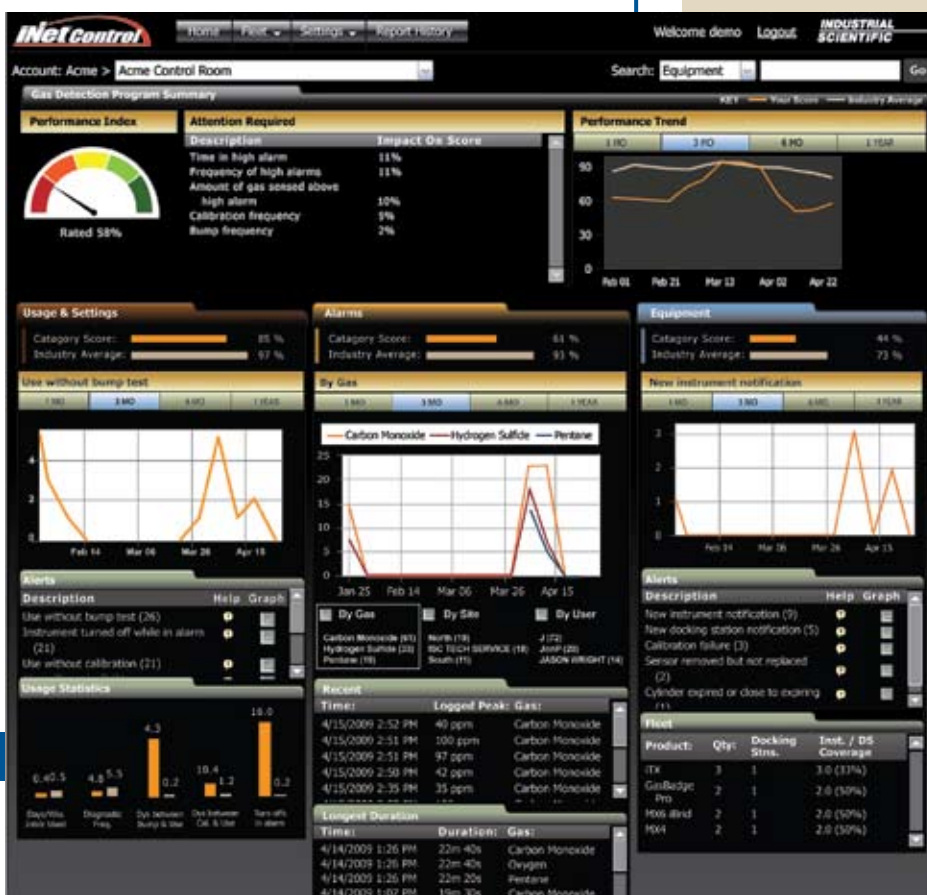 iNet Control
Home Fleet Settings Report History
Welcome demo Logout
INDUSTRIAL
SCIENTIFIC
Account: Acme > Acme Control Room
Search: Equipment Go
Gas Detection Program Summary
KEY Your Score Industry Average
Performance Index
Rated 58%
Attention Required
Description Impact On Score
Time in high alarm 11%
Frequency of high alarms 11%
Amount of gas sensed above
high alarm 10%
Calibration frequency
Bump frequency 2%
Performance Trend
1 MO 3 MO 6 MO 1 YEAR
90
60
30
0
Feb 01 Feb 21 Mar 13 Apr 02 Apr 22
Usage & Settings
Catagory Score: 85 %
Industry Average: 97 %
Use without bump test
1 MO 3 MO 6 MO 1 YEAR
4
2
0
Feb 14 Mar 06 Mar 26 Apr 15
Alerts
Description Help Graph
Use without bump test (26)
Instrument turned off while in alarm
(21)
Use without calibration (21)
Usage Statistics
4.8 5.5
4.3 0.2
1.2
0.2
Diagnostic
Freq.
Dys between
Bump & Use
Dys between
Cal. & Use
Turn offs
in alarm
Alarms
Catagory Score: 61 %
Industry Average: 93 %
By Gas
1 MO 3 MO 6 MO 1 YEAR
Carbon Monoxide Hydrogen Sulfide Pentane
25
20
15
10
5
0
Jan 25 Feb 14 Mar 06 Mar 26 Apr 15
By Gas By Site By User
Carbon Monoxide (61) North (19) J (72)
Hydrogen Sulfide (33) ISC TECH SERVICE (18)
Pentane (19) South (11) JASON WRIGHT (14)
Recent
Time: Logged Peak: Gas:
4/15/2009 2:52 PM 40 ppm Carbon Monoxide
4/15/2009 2:51 PM 100 ppm Carbon Monoxide
4/15/2009 2:51 PM 97 ppm Carbon Monoxide
4/15/2009 2:50 PM 42 ppm Carbon Monoxide
4/15/2009 2:35 PM 35 ppm Carbon Monoxide
Longest Duration
Time: Duration: Gas:
4/14/2009 1:26 PM 22m 40s Carbon Monoxide
4/14/2009 1:26 PM 22m 40s Oxygen
4/14/2009 1:26 PM 22m 20s Pentane
4/14/2009 1:07 PM 19m 30s Carbon Monoxide
Equipment
Catagory Score: 44 %
Industry Average: 73 %
New instrument notification
1 MO 3 MO 6 MO 1 YEAR
3
2
1
0
Feb 14 Mar 06 Mar 26 Apr 15
Alerts
Description Help Graph
New instrument notification (9)
New docking station notification (5)
Calibration failure (3)
Sensor removed but not replaced
(2)
Cylinder expired or close to expiring
(1)
Fleet
Product: Qty: Docking
Stns. Inst. / DS
Coverage
iTX 3 1 3.0 (33%)
GasBadge
Pro 2 1 2.0 (50%)
MX6 iBrid 2 1 2.0 (50%)
MX4 2 1 2.0 (50%)